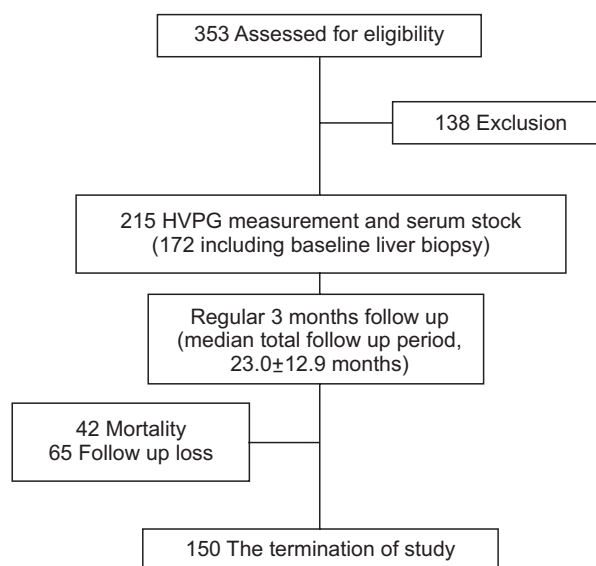 353 Assessed for eligibility
138 Exclusion
215 HVPG measurement and serum stock
(172 including baseline liver biopsy)
Regular 3 months follow up
(median total follow up period,
23.0±12.9 months)
42 Mortality
65 Follow up loss
150 The termination of study